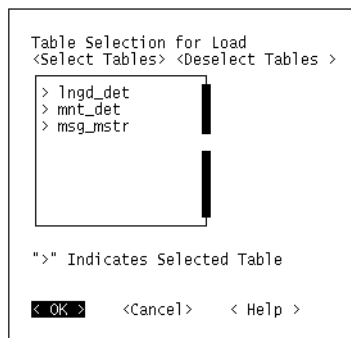 Table Selection for Load
<Select Tables> <Deselect Tables >
> lngd_det
> mnt_det
> msg_mstr
">" Indicates Selected Table
< OK > <Cancel> < Help >